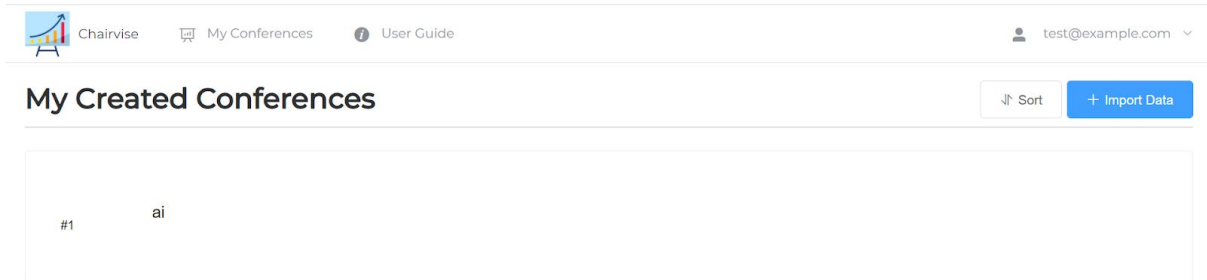 Chairvise My Conferences User Guide test@example.com
My Created Conferences Sort + Import Data
ai
#1